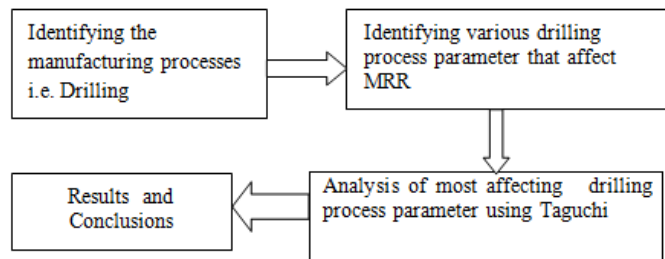 Identifying the
manufacturing processes
i.e. Drilling
Identifying various drilling
process parameter that affect
MRR
Analysis of most affecting drilling
process parameter using Taguchi
Results and
Conclusions